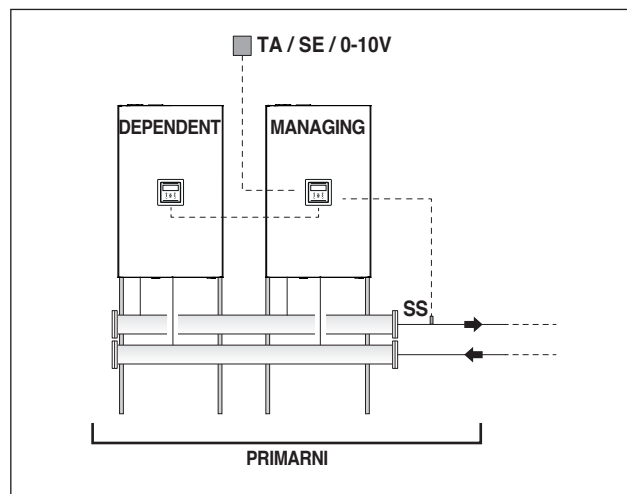 TA / SE / 0-10V
DEPENDENT
MANAGING
SS
PRIMARNI